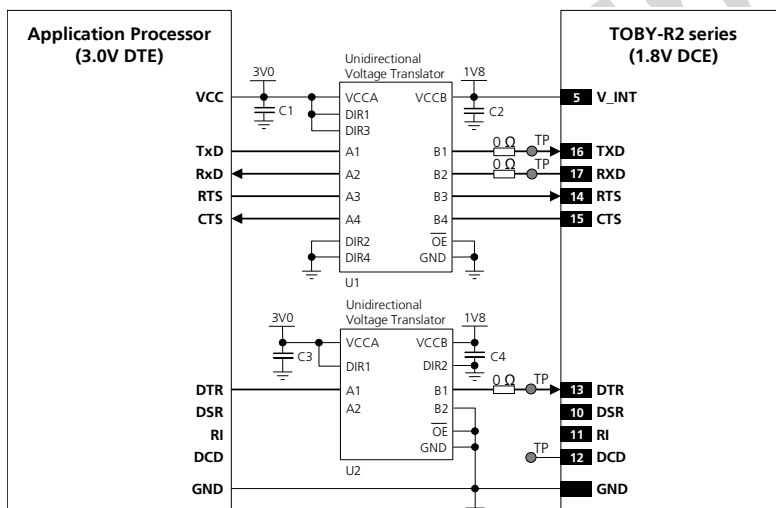 Application Processor
(3.0V DTE)
TOBY-R2 series
(1.8V DCE)
Unidirectional
Voltage Translator
3V0
1V8
VCC
C1
VCCA
VCCB
C2
5
V_INT
DIR1
DIR3
TxD
A1
B1
0 Ω
TP
16
TXD
RxD
A2
B2
0 Ω
TP
17
RXD
RTS
A3
B3
14
RTS
CTS
A4
B4
15
CTS
DIR2
OE
DIR4
GND
U1
Unidirectional
Voltage Translator
3V0
1V8
VCCA
VCCB
C3
DIR1
DIR2
C4
DTR
A1
B1
0 Ω
TP
13
DTR
A2
B2
DSR
10
DSR
RI
OE
11
RI
GND
DCD
TP
12
DCD
U2
GND
GND